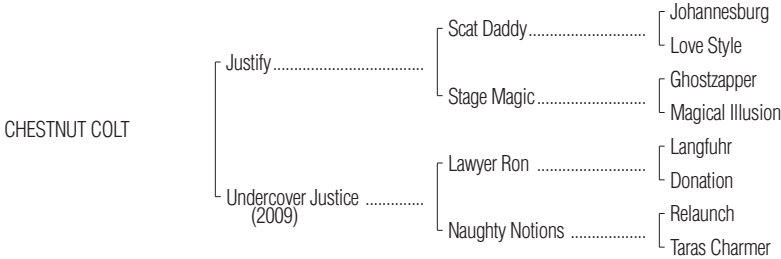 Johannesburg
Scat Daddy..............................
Love Style
Justify...................................
Ghostzapper
Stage Magic............................
Magical Illusion
CHESTNUT COLT
Langfuhr
Lawyer Ron ............................
Donation
Undercover Justice ..............
(2009)
Relaunch
Naughty Notions ...................
Taras Charmer